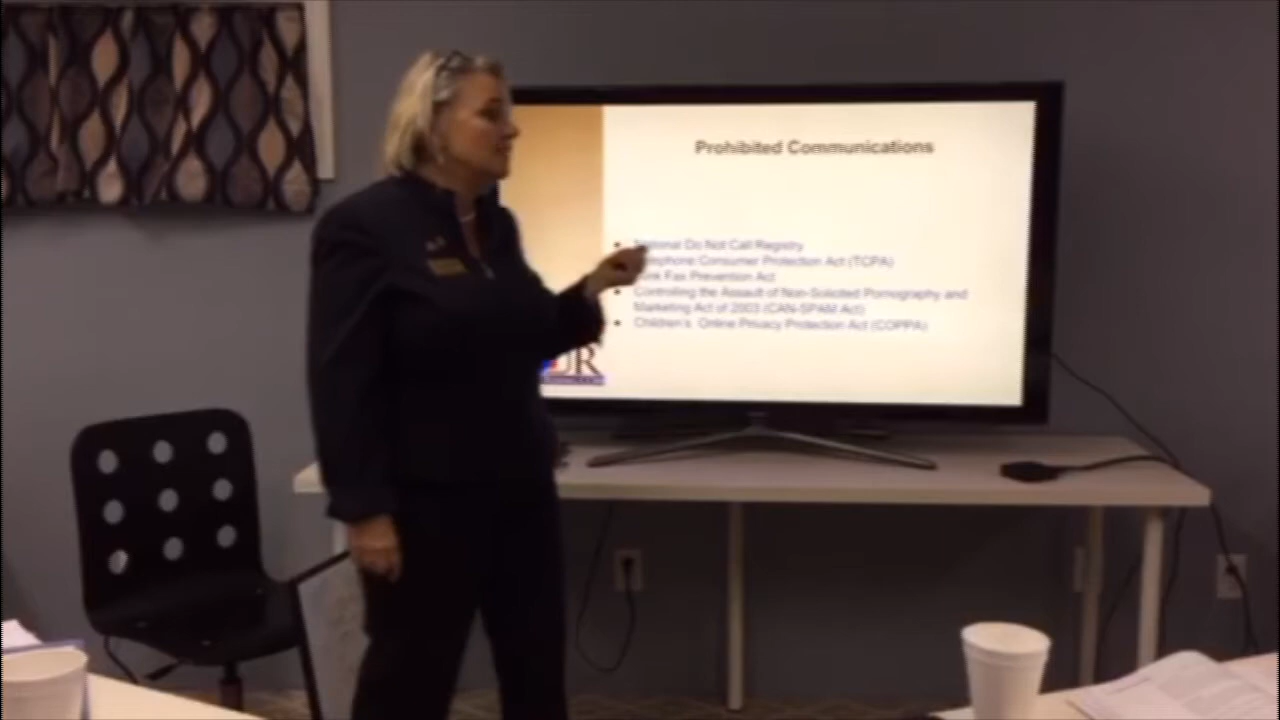 Prohibited Communications
National Do Not Call Registry
Consumer Protection Act (TCPA)
Fax Prevention Act
Controlling the Assault of Non-Solicited Pornography and
Marketing Act of 2003 (CAN-SPAM Act)
Children's Online Privacy Protection Act (COPPA)
JR